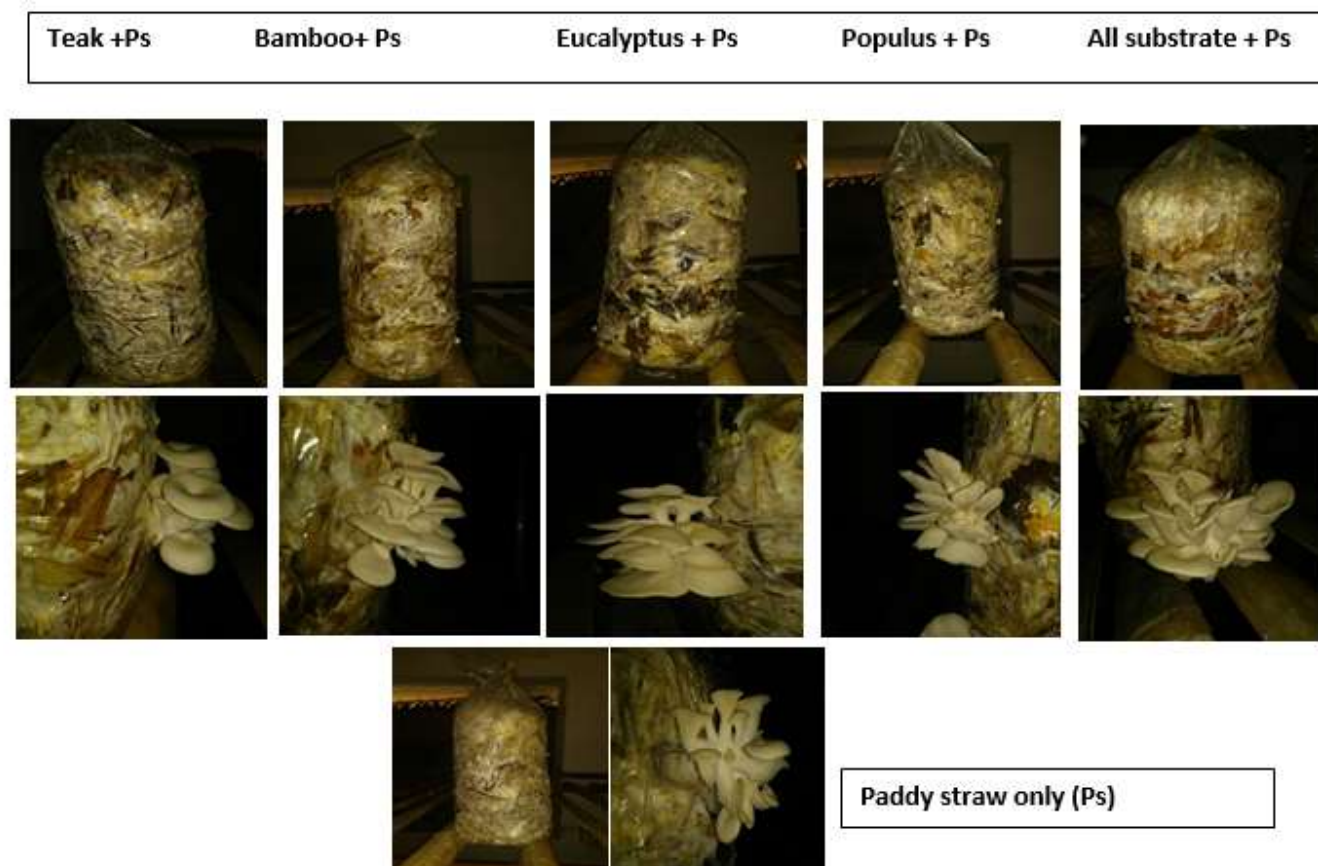 Teak +Ps Bamboo+ Ps Eucalyptus + Ps Populus + Ps All substrate + Ps
Paddy straw only (Ps)